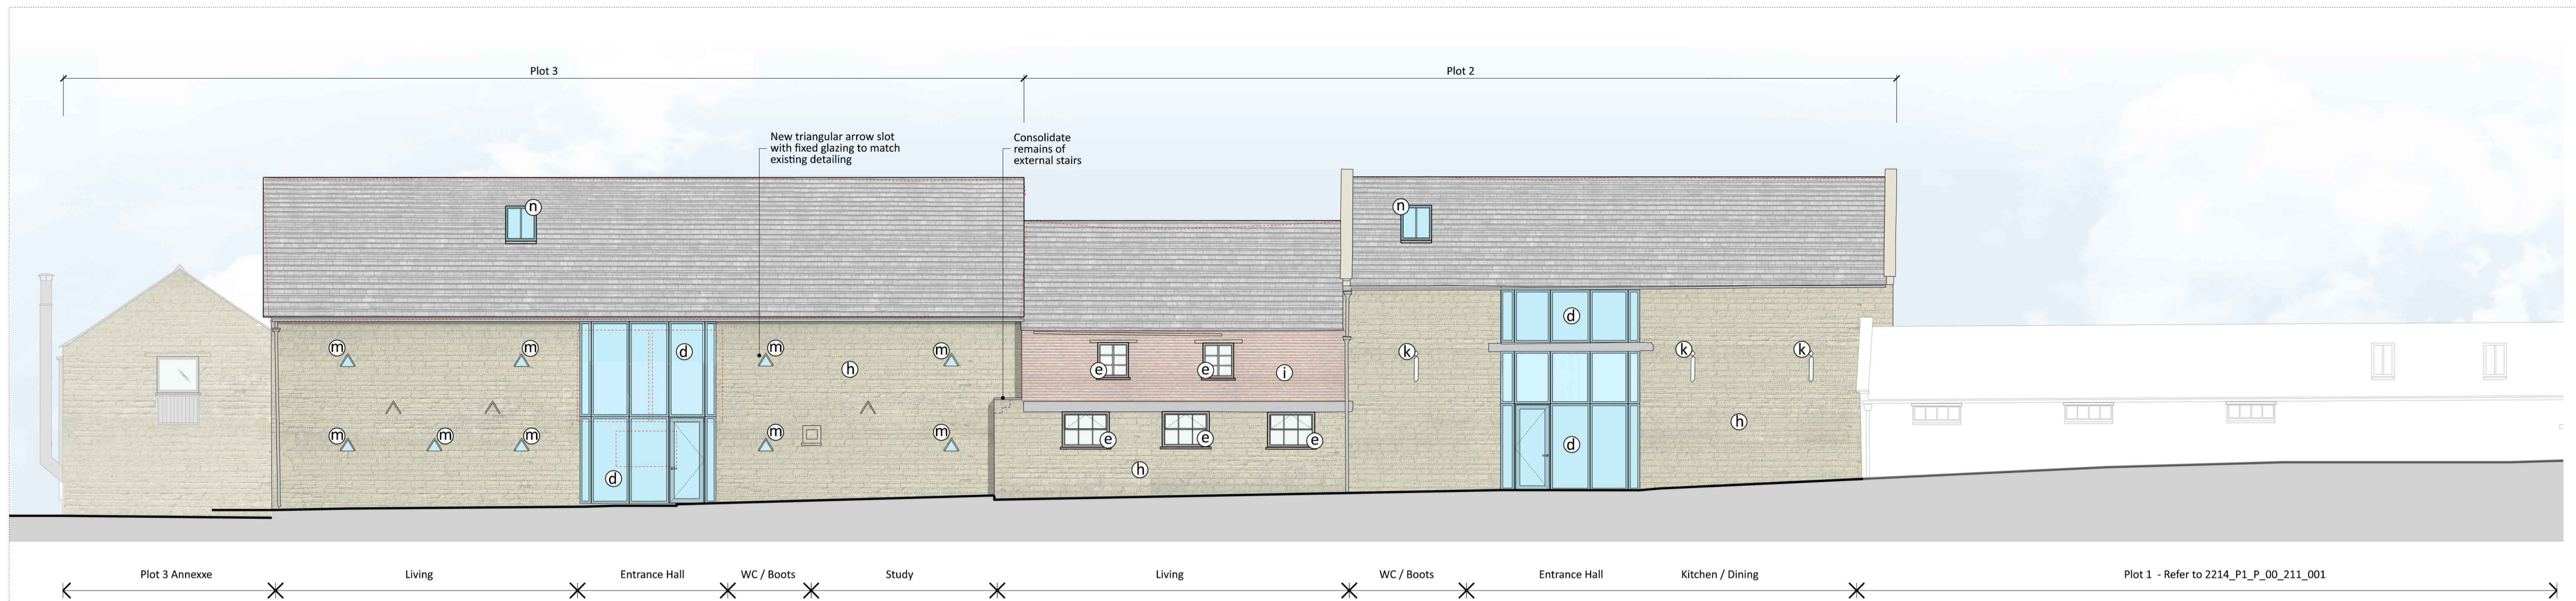 Plot 3
Plot 2
New triangular arrow slot
with fixed glazing to match
existing detailing
Consolidate
remains of
external stairs
n
n
d
d
m
m
m
m
k
k
k
h
e
e
i
m
m
m
m
m
e
e
e
h
d
h
d
Plot 3 Annexxe
Living
Entrance Hall
WC / Boots
Study
Living
WC / Boots
Entrance Hall
Kitchen / Dining
Plot 1 - Refer to 2214_P1_P_00_211_001